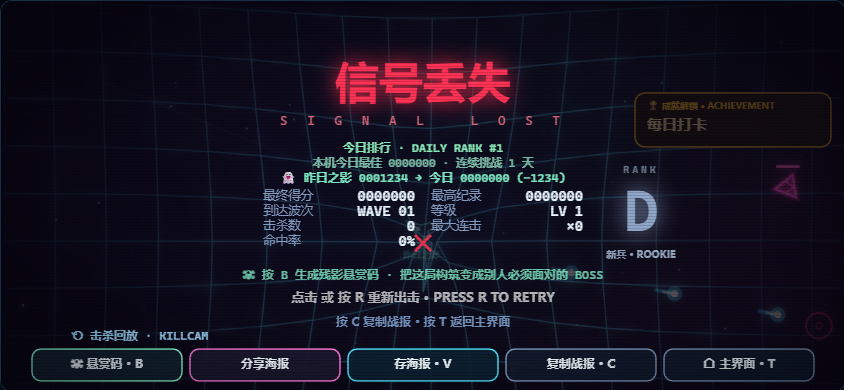 信号丢失
SIGNAL LOST
成就解锁 • ACHIEVEMENT
每日打卡
今日排行 · DAILY RANK #1
本机今日最佳 0000000 · 连续挑战 1 天
昨日之影 0001234 → 今日 0000000 (−1234)
最终得分 0000000 最高纪录 0000000
到达波次 WAVE 01 等级 LV 1
击杀数 0 最大连击 ×0
命中率 0%
RANK
D
新兵 • ROOKIE
按 B 生成残影悬赏码 · 把这局构筑变成别人必须面对的 BOSS
点击 或 按 R 重新出击 • PRESS R TO RETRY
按 C 复制战报 • 按 T 返回主界面
击杀回放 · KILLCAM
悬赏码 • B
分享海报
存海报 • V
复制战报 • C
主界面 • T